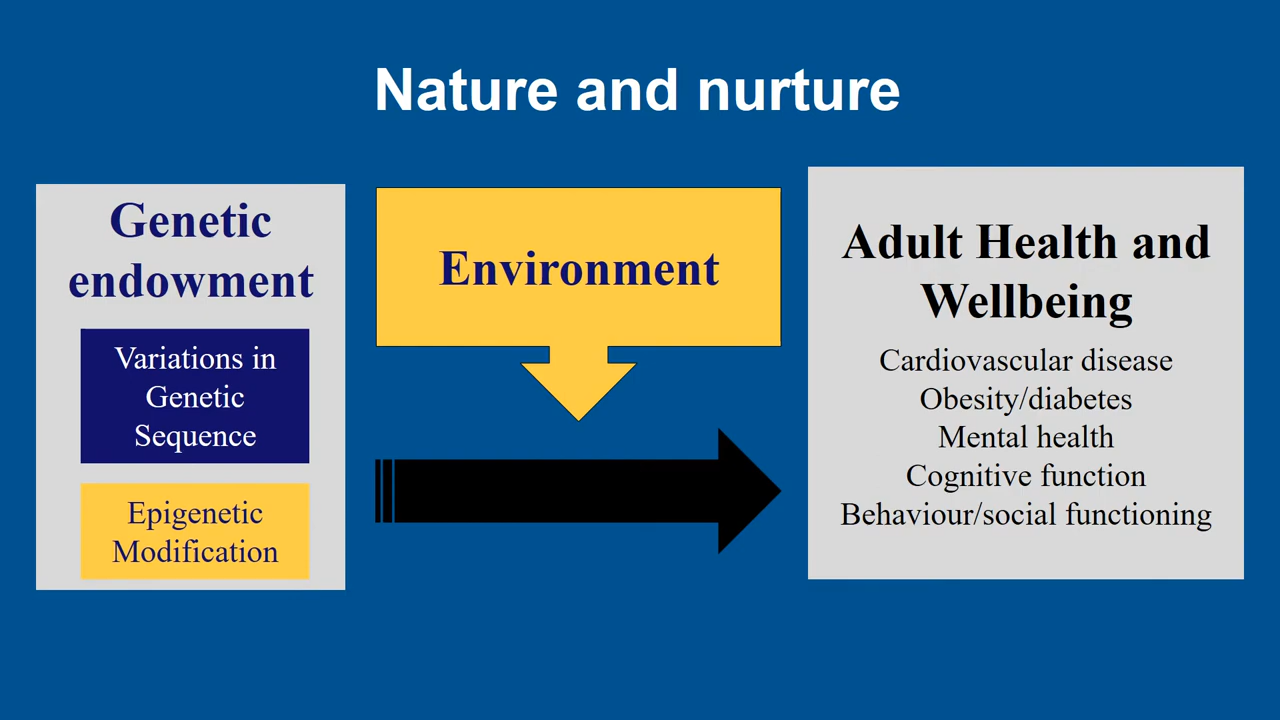 Nature and nurture
Genetic
endowment
Variations in
Genetic
Sequence
Epigenetic
Modification
Environment
Adult Health and
Wellbeing
Cardiovascular disease
Obesity/diabetes
Mental health
Cognitive function
Behaviour/social functioning